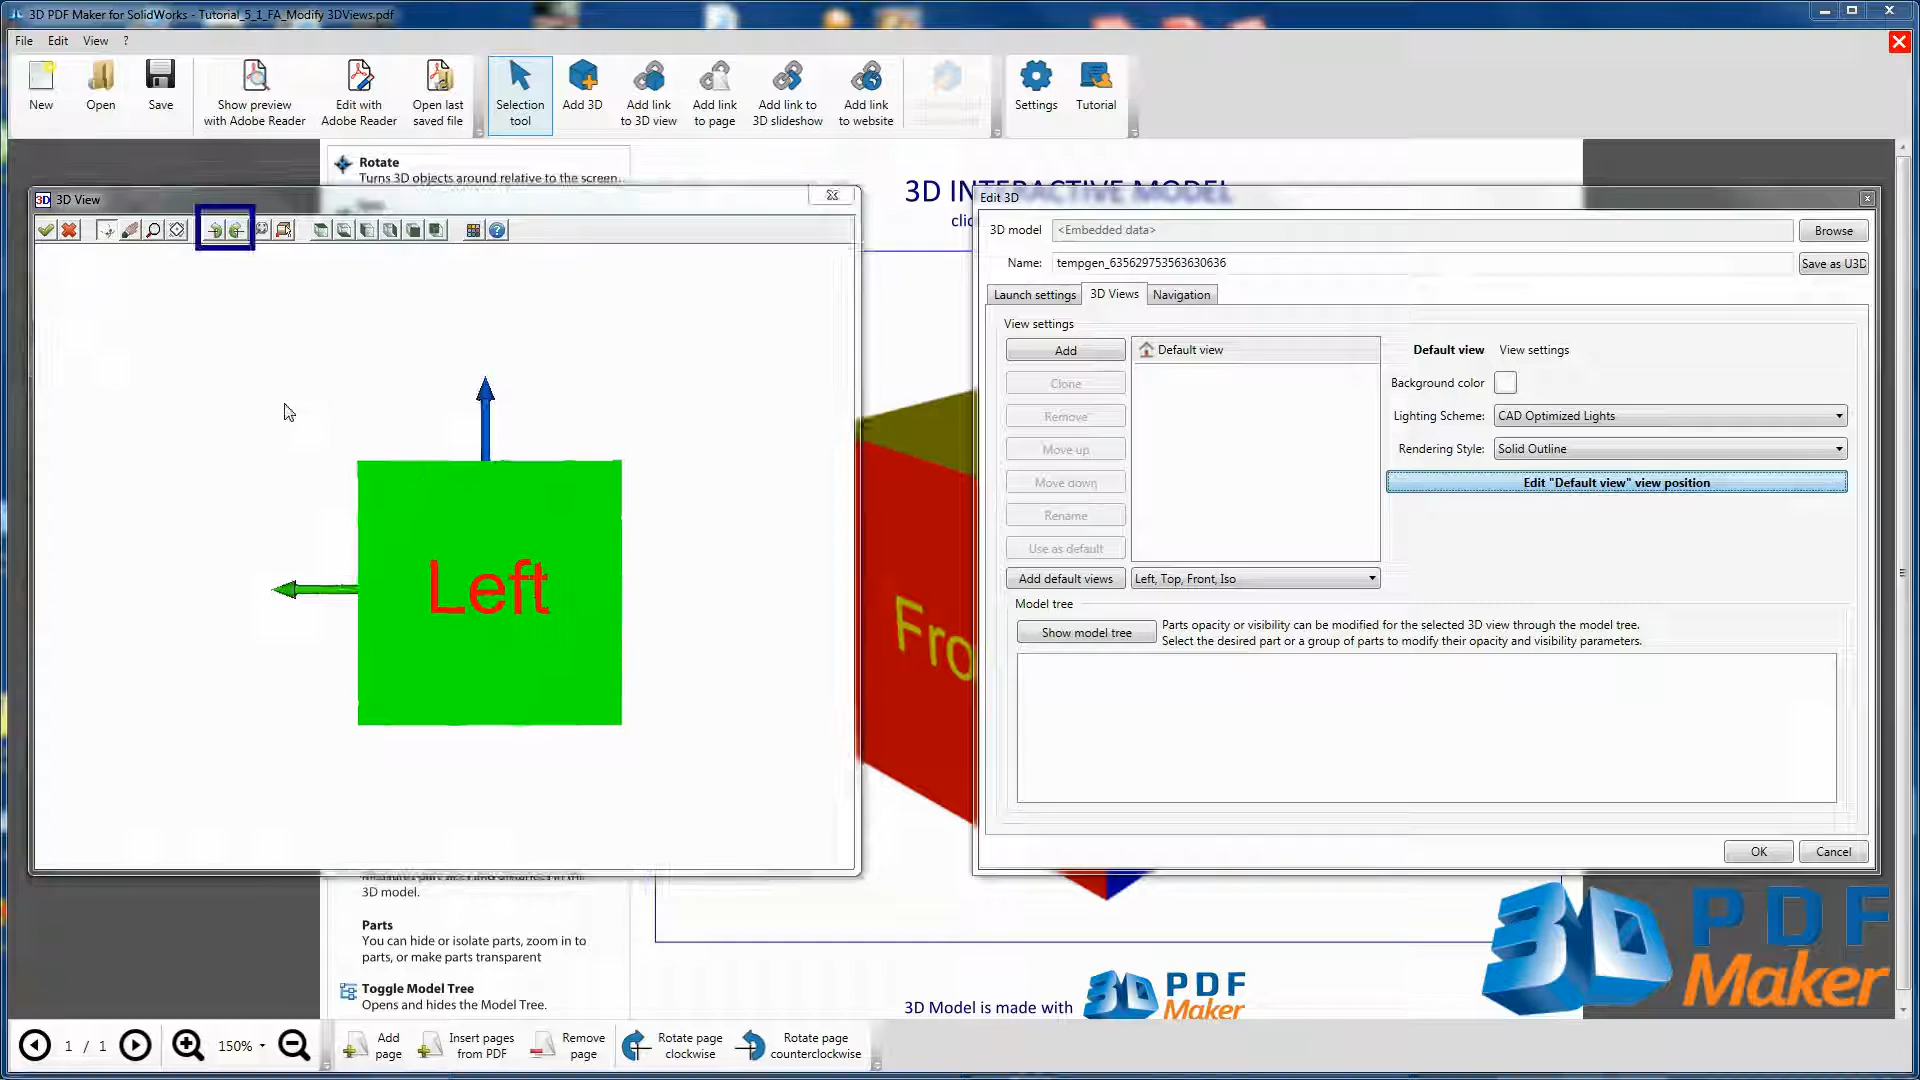 3D PDF Maker for SolidWorks - Tutorial_5_1_FA_Modify 3DViews.pdf
File Edit View ?
New
Open
Save
Show preview
with Adobe Reader
Edit with
Adobe Reader
Open last
saved file
Selection
tool
Add 3D
Add link
to 3D view
Add link
to page
Add link to
3D slideshow
Add link
to website
Settings
Tutorial
Rotate
Turns 3D objects around relative to the screen.
3D INTERACTIVE MODEL
3D 3D View
Left
Fro
Edit 3D
3D model <Embedded data> Browse
Name: tempgen_635629753563630636 Save as U3D
Launch settings 3D Views Navigation
View settings
Add
Clone
Remove
Move up
Move down
Rename
Use as default
Add default views
Default view
Left, Top, Front, Iso
Default view View settings
Background color
Lighting Scheme: CAD Optimized Lights
Rendering Style: Solid Outline
Edit "Default view" view position
Model tree
Show model tree
Parts opacity or visibility can be modified for the selected 3D view through the model tree.
Select the desired part or a group of parts to modify their opacity and visibility parameters.
OK Cancel
3D model.
Parts
You can hide or isolate parts, zoom in to
parts, or make parts transparent
Toggle Model Tree
Opens and hides the Model Tree.
3D Model is made with
3D PDF
Maker
3D PDF
Maker
1 / 1
150%
Add
page
Insert pages
from PDF
Remove
page
Rotate page
clockwise
Rotate page
counterclockwise